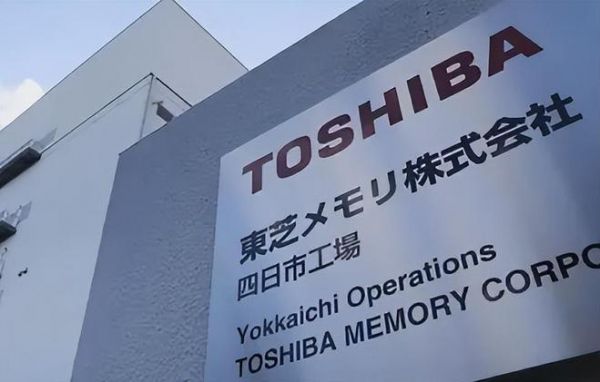 TOSHIBA
東芝メモリ株式会社
四日市工場
Yokkaichi Operations
TOSHIBA MEMORY CORPO